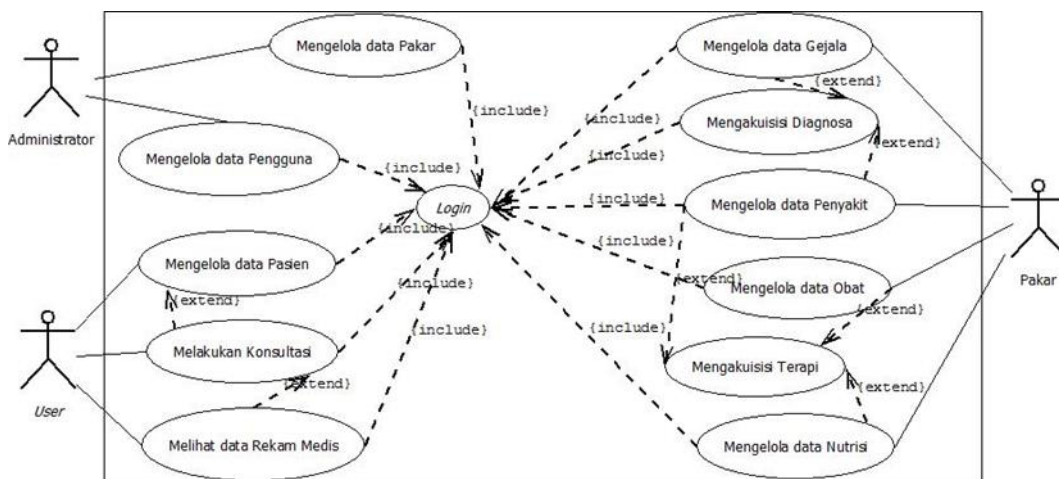 Mengelola data Pakar
Mengelola data Gejala
{extend}
{include}
{include}
Mengakuisisi Diagnosa
Administrator
{extend}
Mengelola data Pengguna
{include}
{include}
Login
{include}
Mengelola data Penyakit
{include}
{include}
Mengelola data Pasien
{include}
{extend}
Mengelola data Obat
Pakar
{extend}
{extend}
Melakukan Konsultasi
{include}
{include}
Mengakuisisi Terapi
{extend}
{extend}
User
Melihat data Rekam Medis
Mengelola data Nutrisi